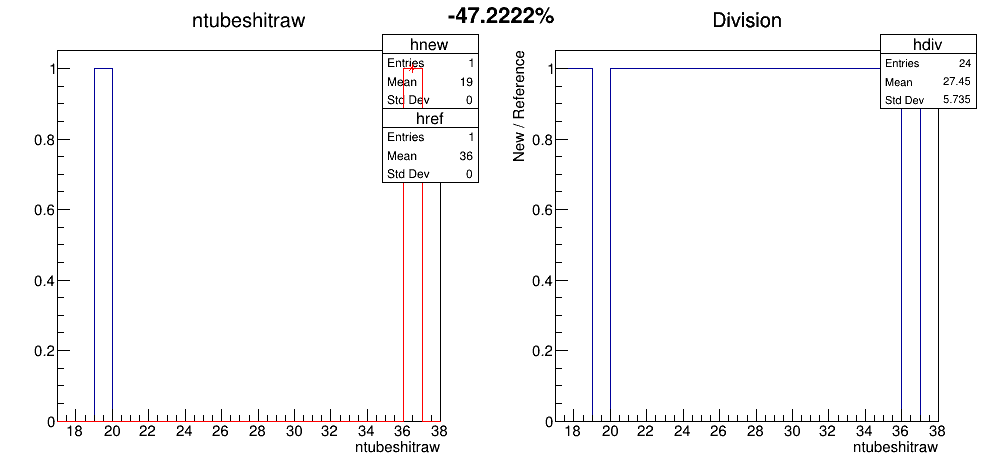 -47.2222%
ntubeshitraw
hnew
Entries 1
Mean 19
Std Dev 0
href
Entries 1
Mean 36
Std Dev 0
1
0.8
0.6
0.4
0.2
0
18 20 22 24 26 28 30 32 34 36 38
ntubeshitraw
Division
hdiv
Entries 24
Mean 27.45
Std Dev 5.735
New / Reference
1
0.8
0.6
0.4
0.2
0
18 20 22 24 26 28 30 32 34 36 38
ntubeshitraw